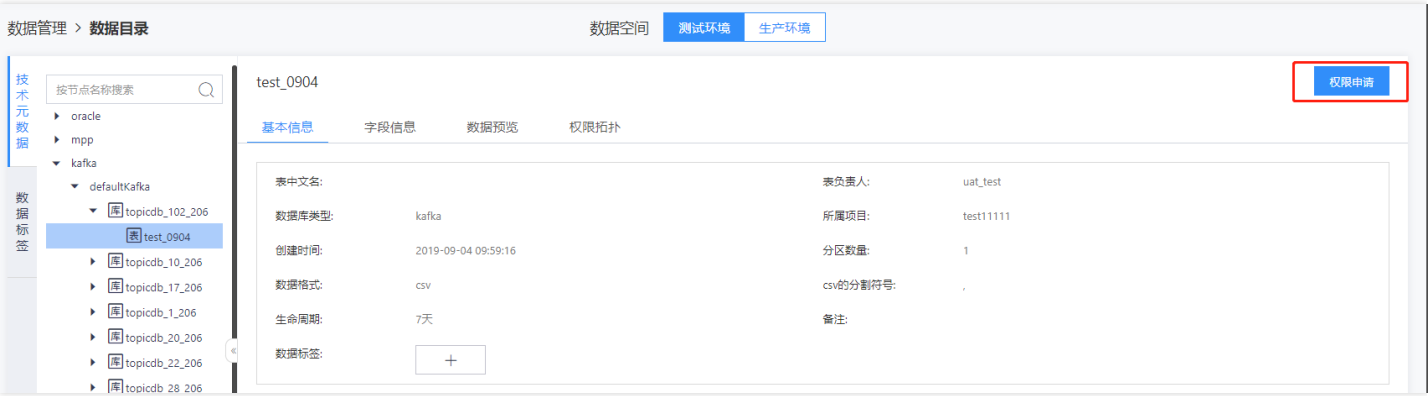 数据管理 > 数据目录
数据空间 测试环境 生产环境
技术元数据
数据标签
按节点名称搜索
oracle
mpp
kafka
defaultKafka
库 topicdb_102_206
表 test_0904
库 topicdb_10_206
库 topicdb_17_206
库 topicdb_1_206
库 topicdb_20_206
库 topicdb_22_206
库 topicdb_28_206
test_0904
权限申请
基本信息 字段信息 数据预览 权限拓扑
表中文名: 表负责人: uat_test
数据库类型: kafka 所属项目: test11111
创建时间: 2019-09-04 09:59:16 分区数量: 1
数据格式: csv csv的分割符号: ,
生命周期: 7天 备注:
数据标签: +